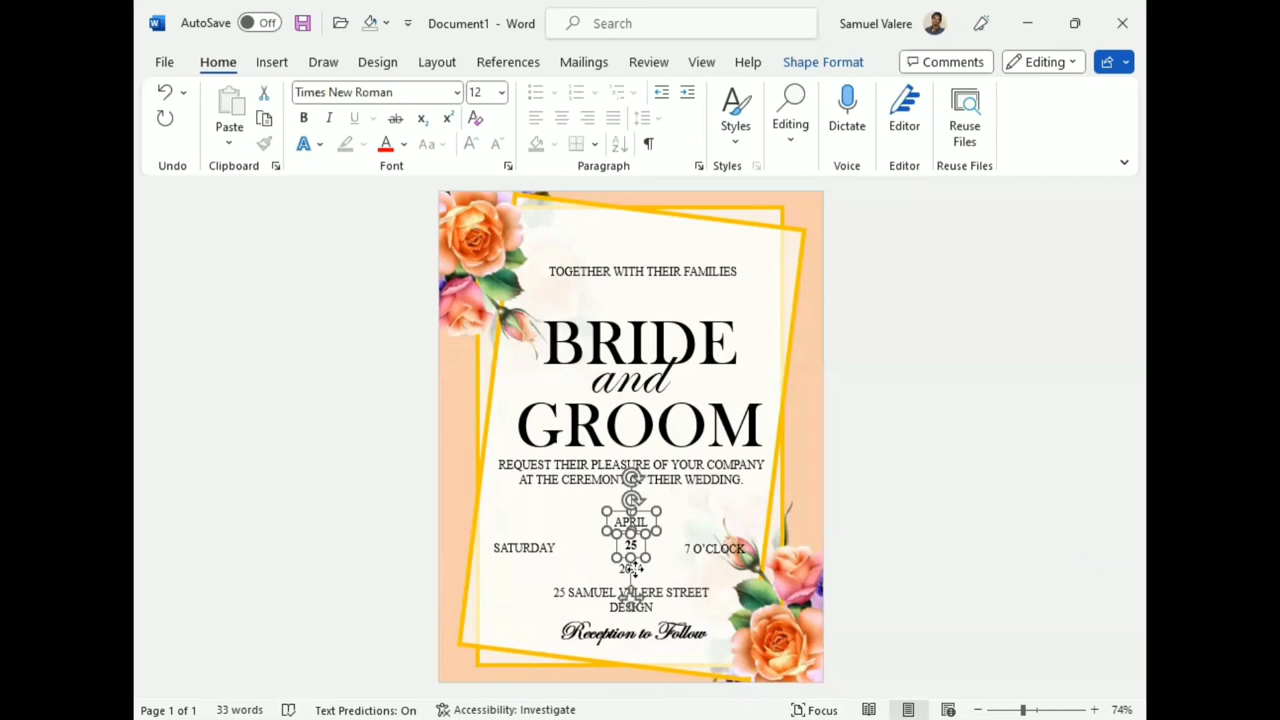 AutoSave Off Document1 - Word Search Samuel Valere
File Home Insert Draw Design Layout References Mailings Review View Help Shape Format Comments Editing
Times New Roman 12
Paste Styles Editing Dictate Editor Reuse Files
Undo Clipboard Font Paragraph Styles Voice Editor Reuse Files
TOGETHER WITH THEIR FAMILIES
BRIDE
and
GROOM
REQUEST THEIR PLEASURE OF YOUR COMPANY
AT THE CEREMONY THEIR WEDDING.
APRIL
SATURDAY 25 7 O'CLOCK
25 SAMUEL VALERE STREET
DESIGN
Reception to Follow
Page 1 of 1 33 words Text Predictions: On Accessibility: Investigate Focus 74%